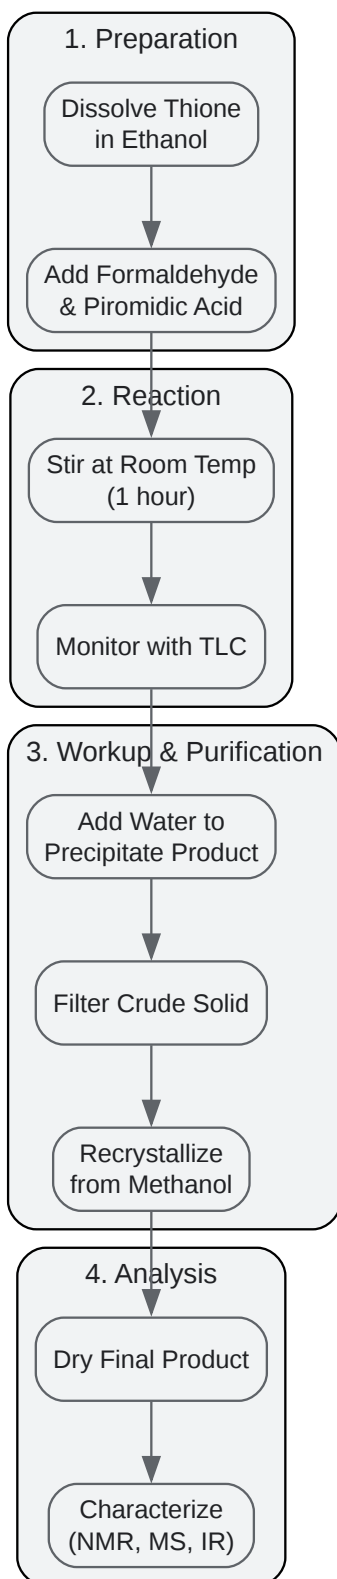 1. Preparation
Dissolve Thione
in Ethanol
Add Formaldehyde
& Piromidic Acid
2. Reaction
Stir at Room Temp
(1 hour)
Monitor with TLC
3. Workup & Purification
Add Water to
Precipitate Product
Filter Crude Solid
Recrystallize
from Methanol
4. Analysis
Dry Final Product
Characterize
(NMR, MS, IR)